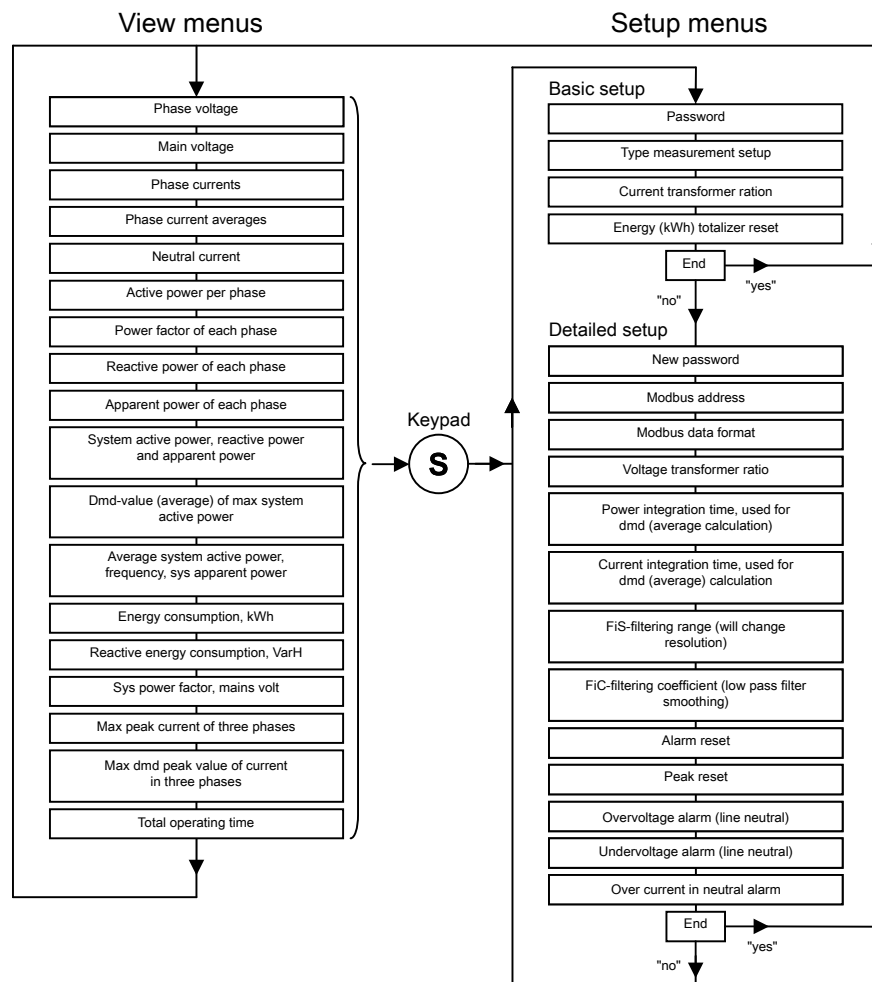 View menus
Phase voltage
Main voltage
Phase currents
Phase current averages
Neutral current
Active power per phase
Power factor of each phase
Reactive power of each phase
Apparent power of each phase
System active power, reactive power
and apparent power
Dmd-value (average) of max system
active power
Average system active power,
frequency, sys apparent power
Energy consumption, kWh
Reactive energy consumption, VarH
Sys power factor, mains volt
Max peak current of three phases
Max dmd peak value of current
in three phases
Total operating time
Keypad
S
Setup menus
Basic setup
Password
Type measurement setup
Current transformer ration
Energy (kWh) totalizer reset
End
"yes"
"no"
Detailed setup
New password
Modbus address
Modbus data format
Voltage transformer ratio
Power integration time, used for
dmd (average calculation)
Current integration time, used for
dmd (average) calculation
FiS-filtering range (will change
resolution)
FiC-filtering coefficient (low pass filter
smoothing)
Alarm reset
Peak reset
Overvoltage alarm (line neutral)
Undervoltage alarm (line neutral)
Over current in neutral alarm
End
"yes"
"no"